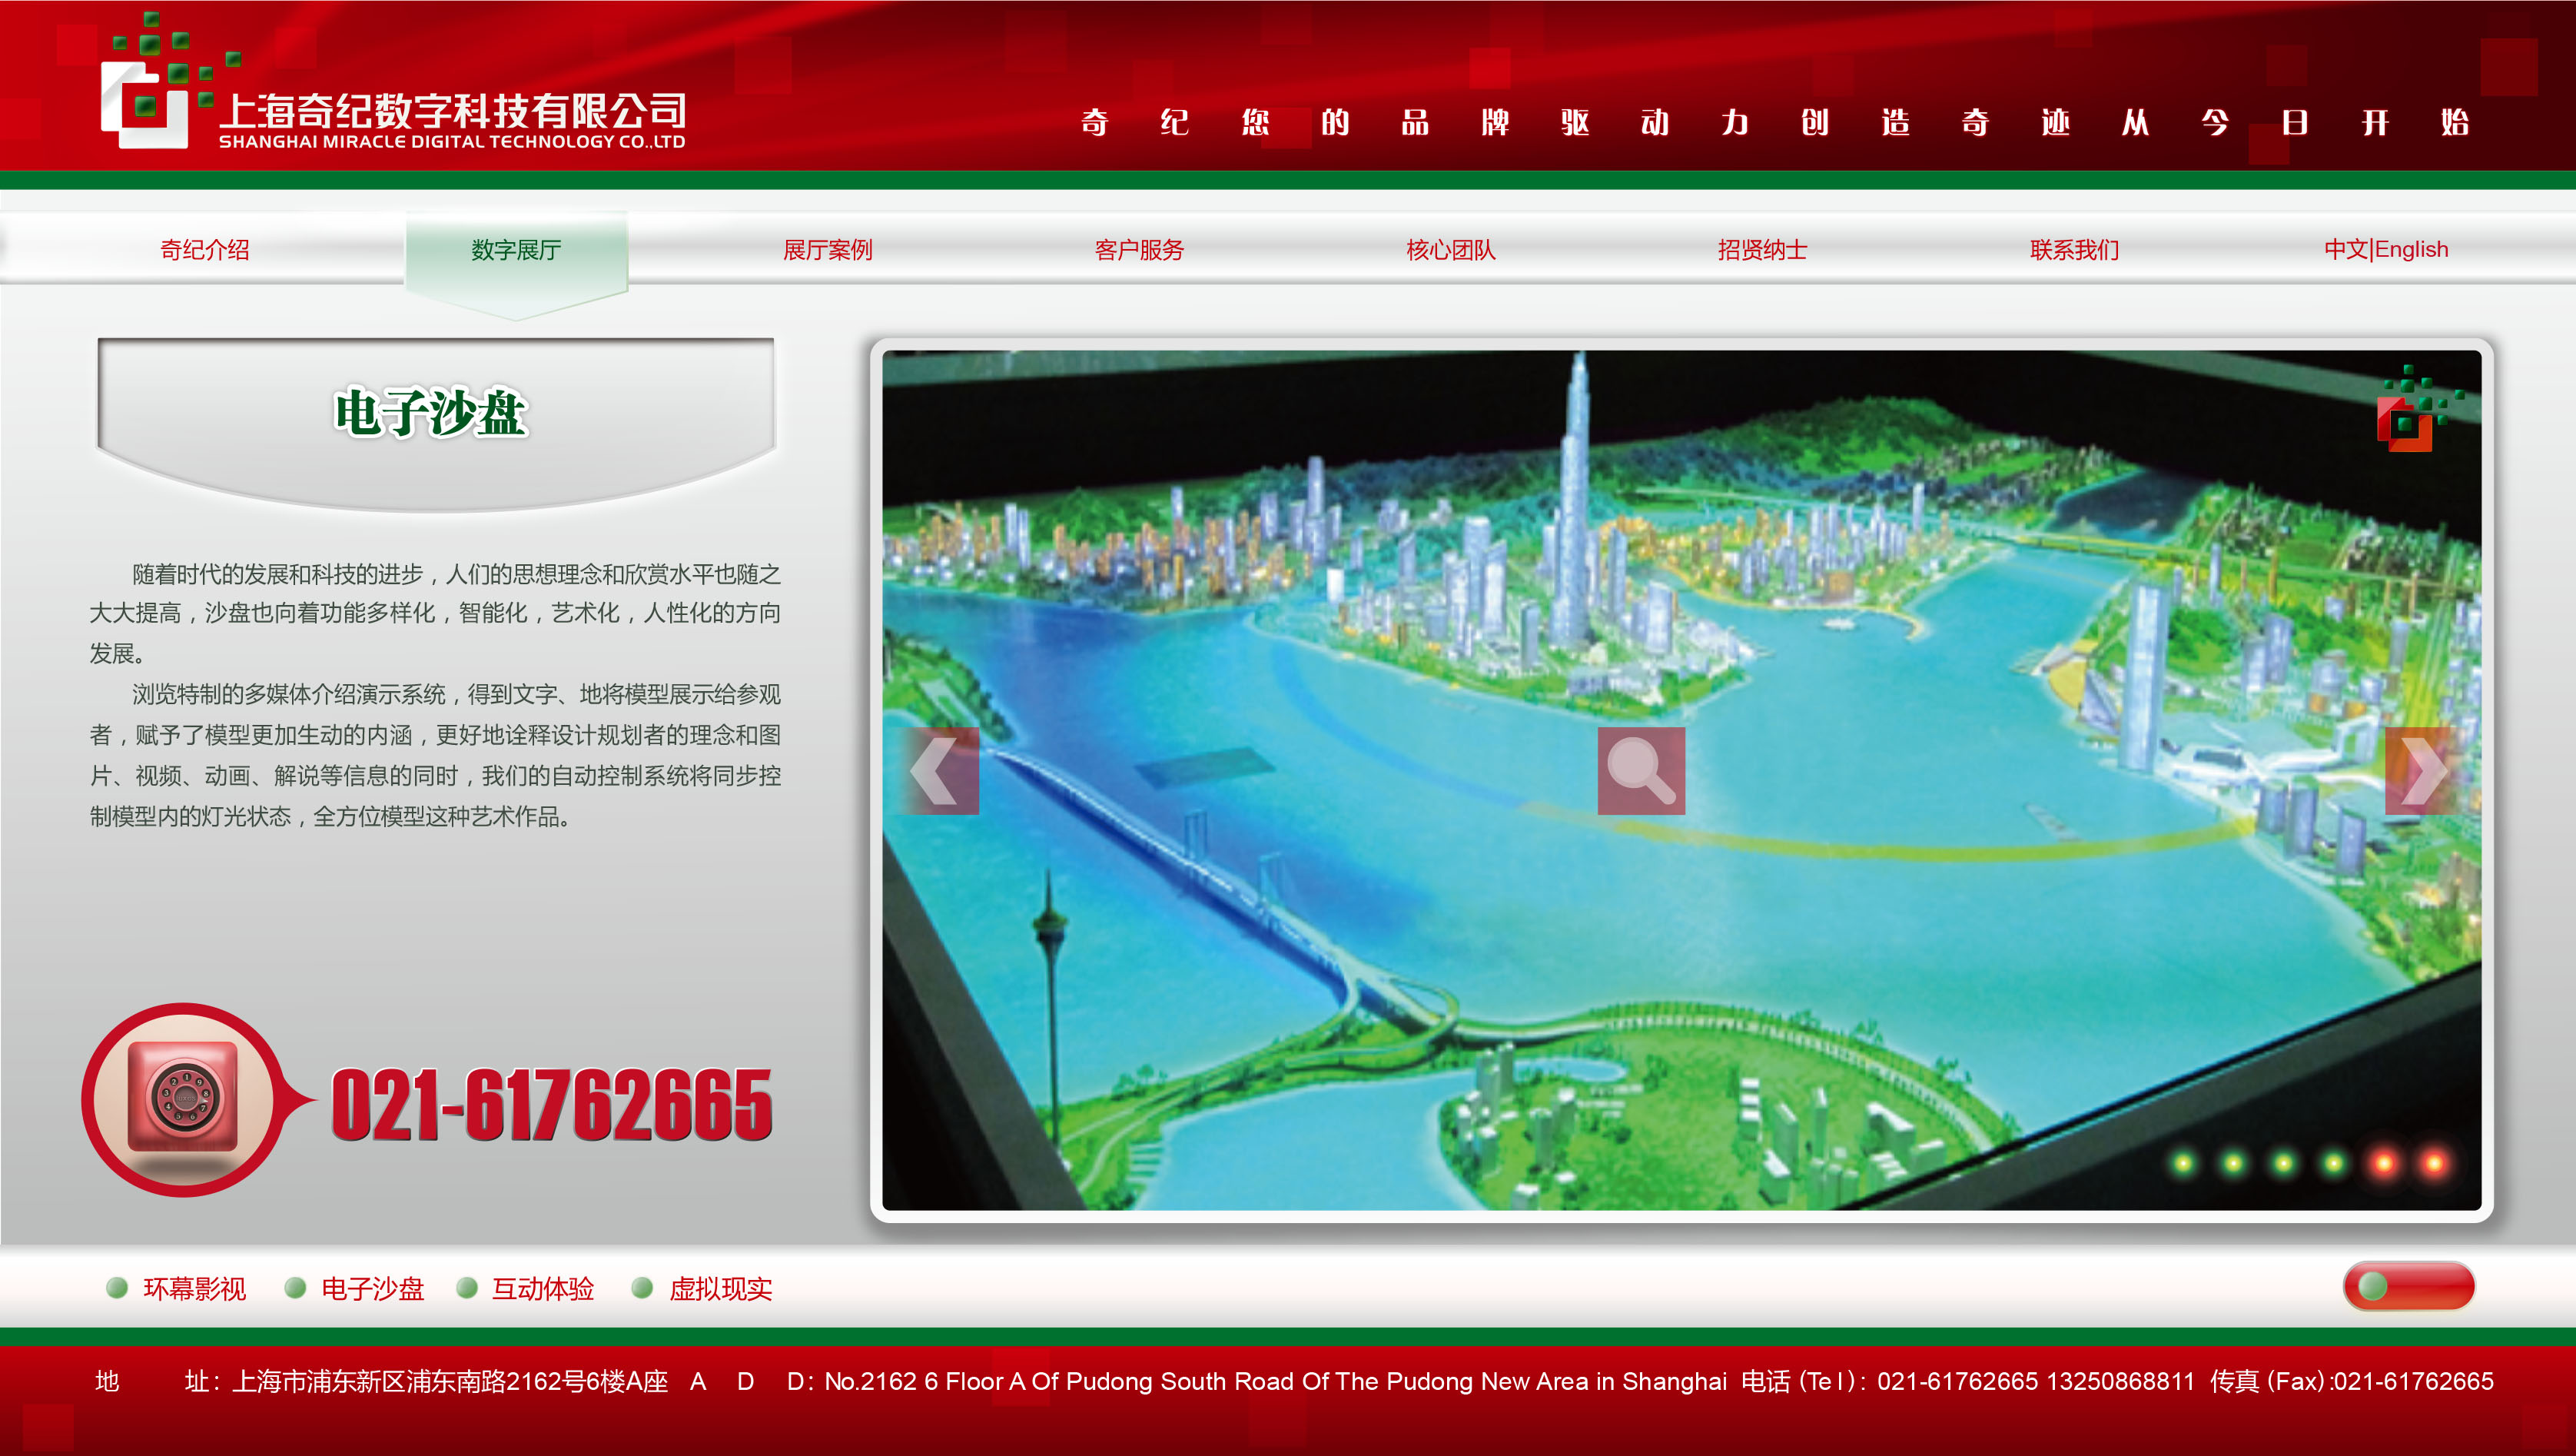 上海奇纪数字科技有限公司
SHANGHAI MIRACLE DIGITAL TECHNOLOGY CO.,LTD
奇纪您的品牌驱动力创造奇迹从今日开始
奇纪介绍
数字展厅
展厅案例
客户服务
核心团队
招贤纳士
联系我们
中文|English
电子沙盘
随着时代的发展和科技的进步，人们的思想理念和欣赏水平也随之
大大提高，沙盘也向着功能多样化，智能化，艺术化，人性化的方向
发展。
浏览特制的多媒体介绍演示系统，得到文字、地将模型展示给参观
者，赋予了模型更加生动的内涵，更好地诠释设计规划者的理念和图
片、视频、动画、解说等信息的同时，我们的自动控制系统将同步控
制模型内的灯光状态，全方位模型这种艺术作品。
021-61762665
环幕影视
电子沙盘
互动体验
虚拟现实
地 址：上海市浦东新区浦东南路2162号6楼A座 A D D: No.2162 6 Floor A Of Pudong South Road Of The Pudong New Area in Shanghai 电话（Tel）：021-61762665 13250868811 传真（Fax）:021-61762665